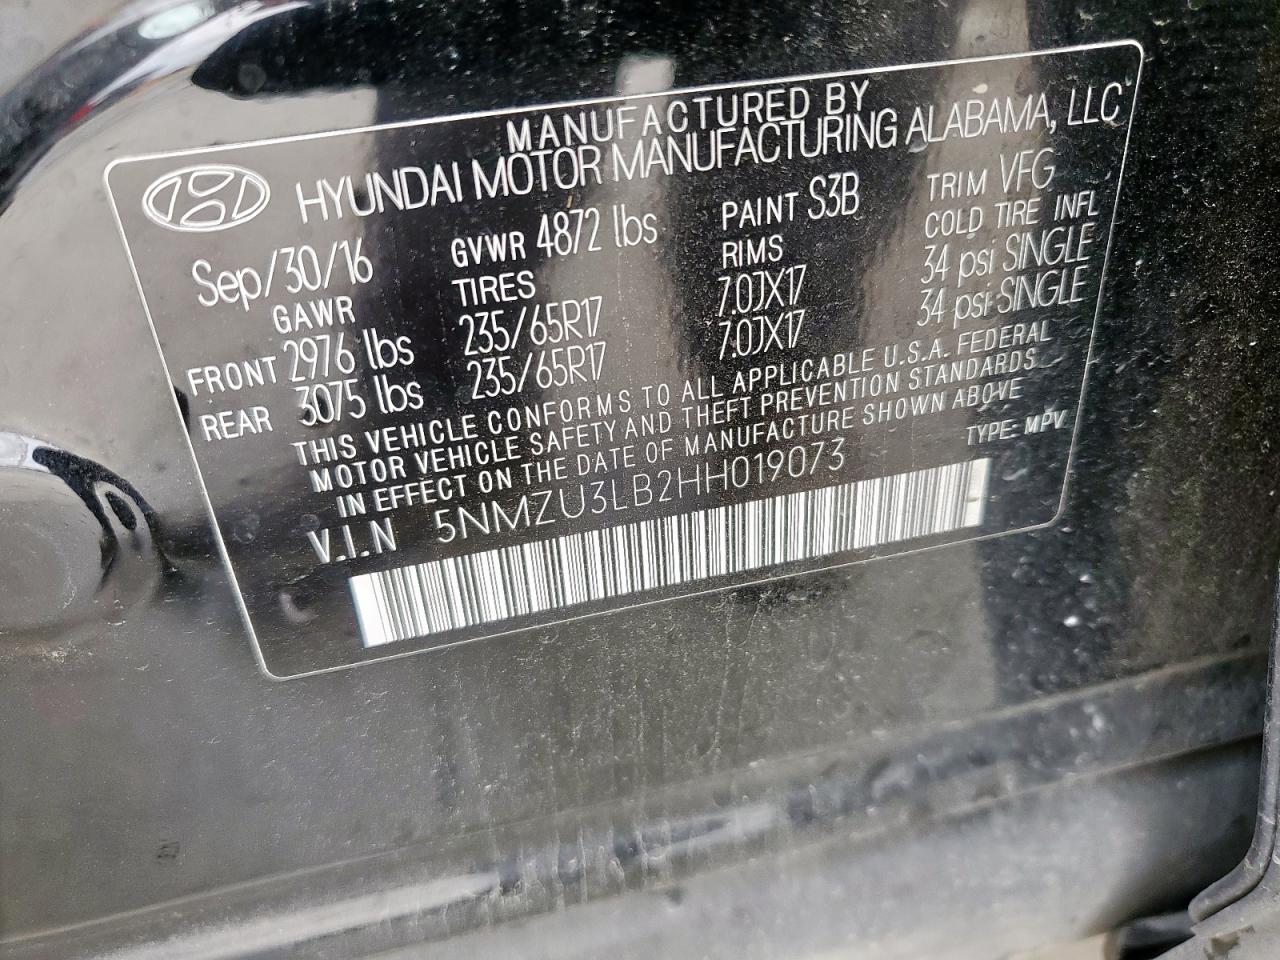 MANUFACTURED BY
HYUNDAI MOTOR MANUFACTURING ALABAMA, LLC
Sep/30/16 GVWR 4872 lbs PAINT S3B TRIM VFG
GAWR TIRES RIMS COLD TIRE INFL
FRONT 2976 lbs 235/65R17 7.0JX17 34 psi SINGLE
REAR 3075 lbs 235/65R17 7.0JX17 34 psi SINGLE
THIS VEHICLE CONFORMS TO ALL APPLICABLE U.S.A. FEDERAL
MOTOR VEHICLE SAFETY AND THEFT PREVENTION STANDARDS
IN EFFECT ON THE DATE OF MANUFACTURE SHOWN ABOVE
V.I.N 5NMZU3LB2HH019073 TYPE: MPV